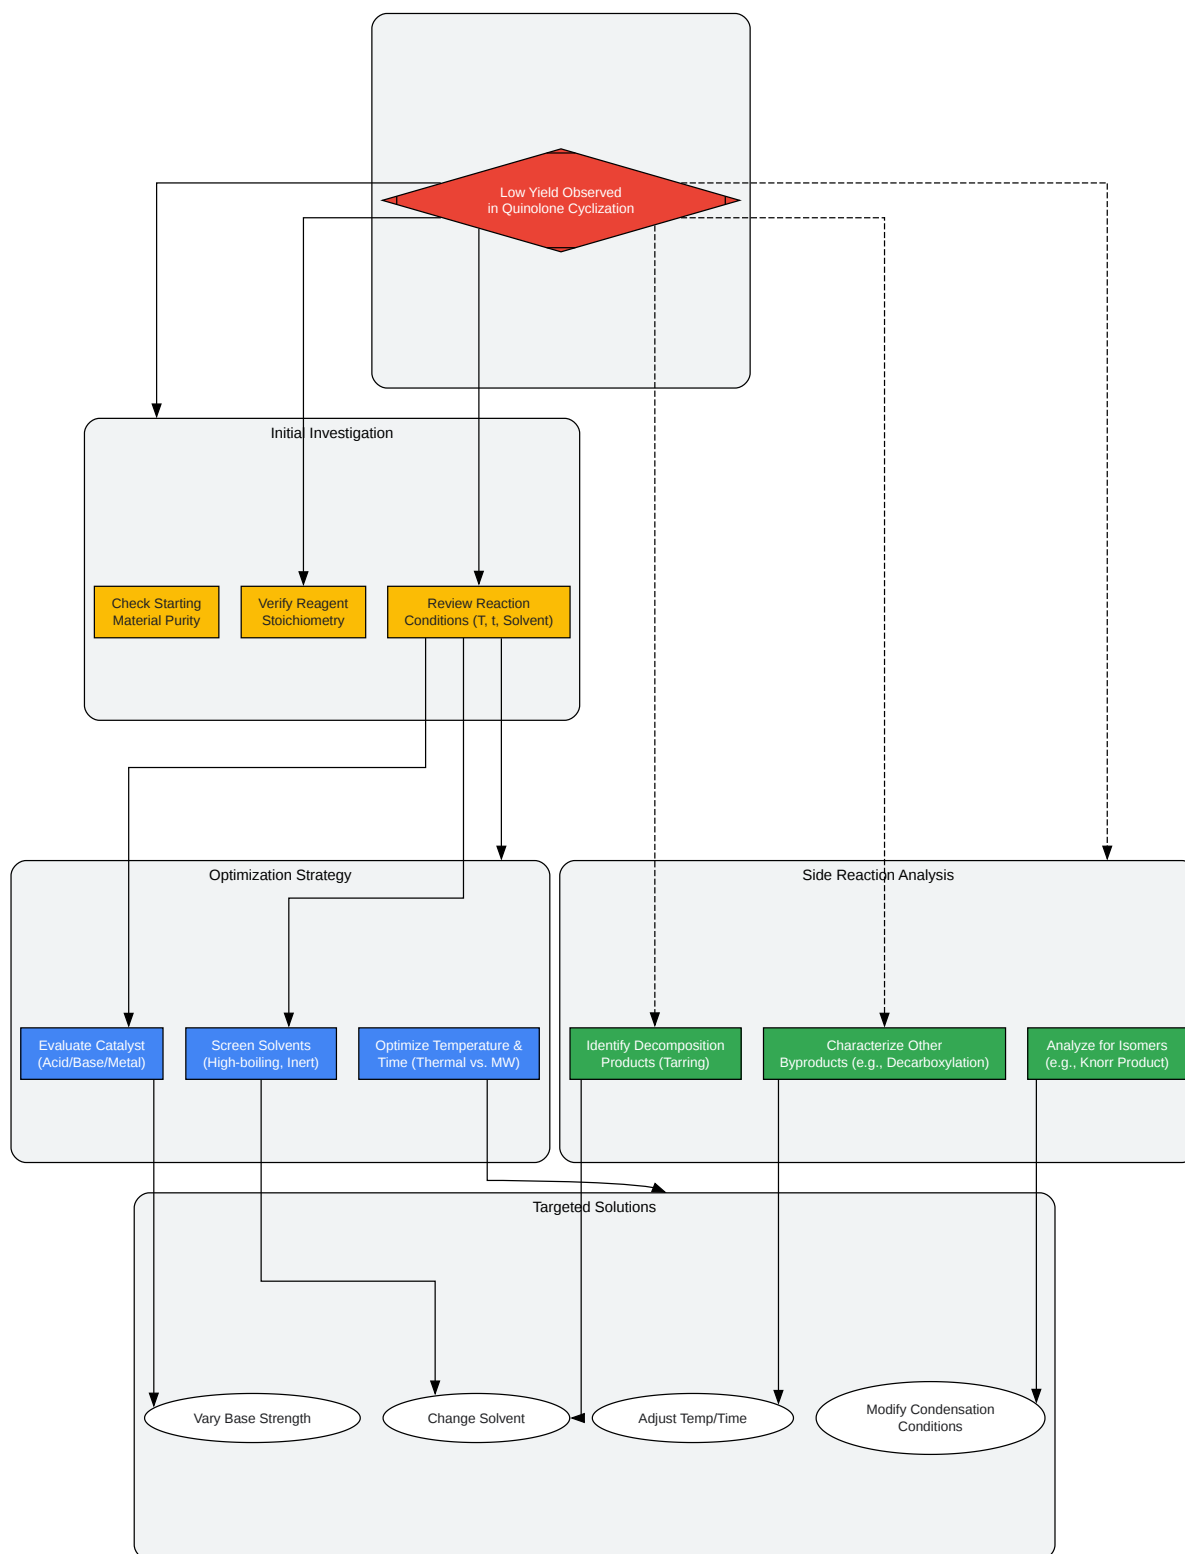 Low Yield Observed
in Quinolone Cyclization
Initial Investigation
Check Starting
Material Purity
Verify Reagent
Stoichiometry
Review Reaction
Conditions (T, t, Solvent)
Optimization Strategy
Side Reaction Analysis
Evaluate Catalyst
(Acid/Base/Metal)
Screen Solvents
(High-boiling, Inert)
Optimize Temperature &
Time (Thermal vs. MW)
Identify Decomposition
Products (Tarring)
Characterize Other
Byproducts (e.g., Decarboxylation)
Analyze for Isomers
(e.g., Knorr Product)
Targeted Solutions
Vary Base Strength
Change Solvent
Adjust Temp/Time
Modify Condensation
Conditions